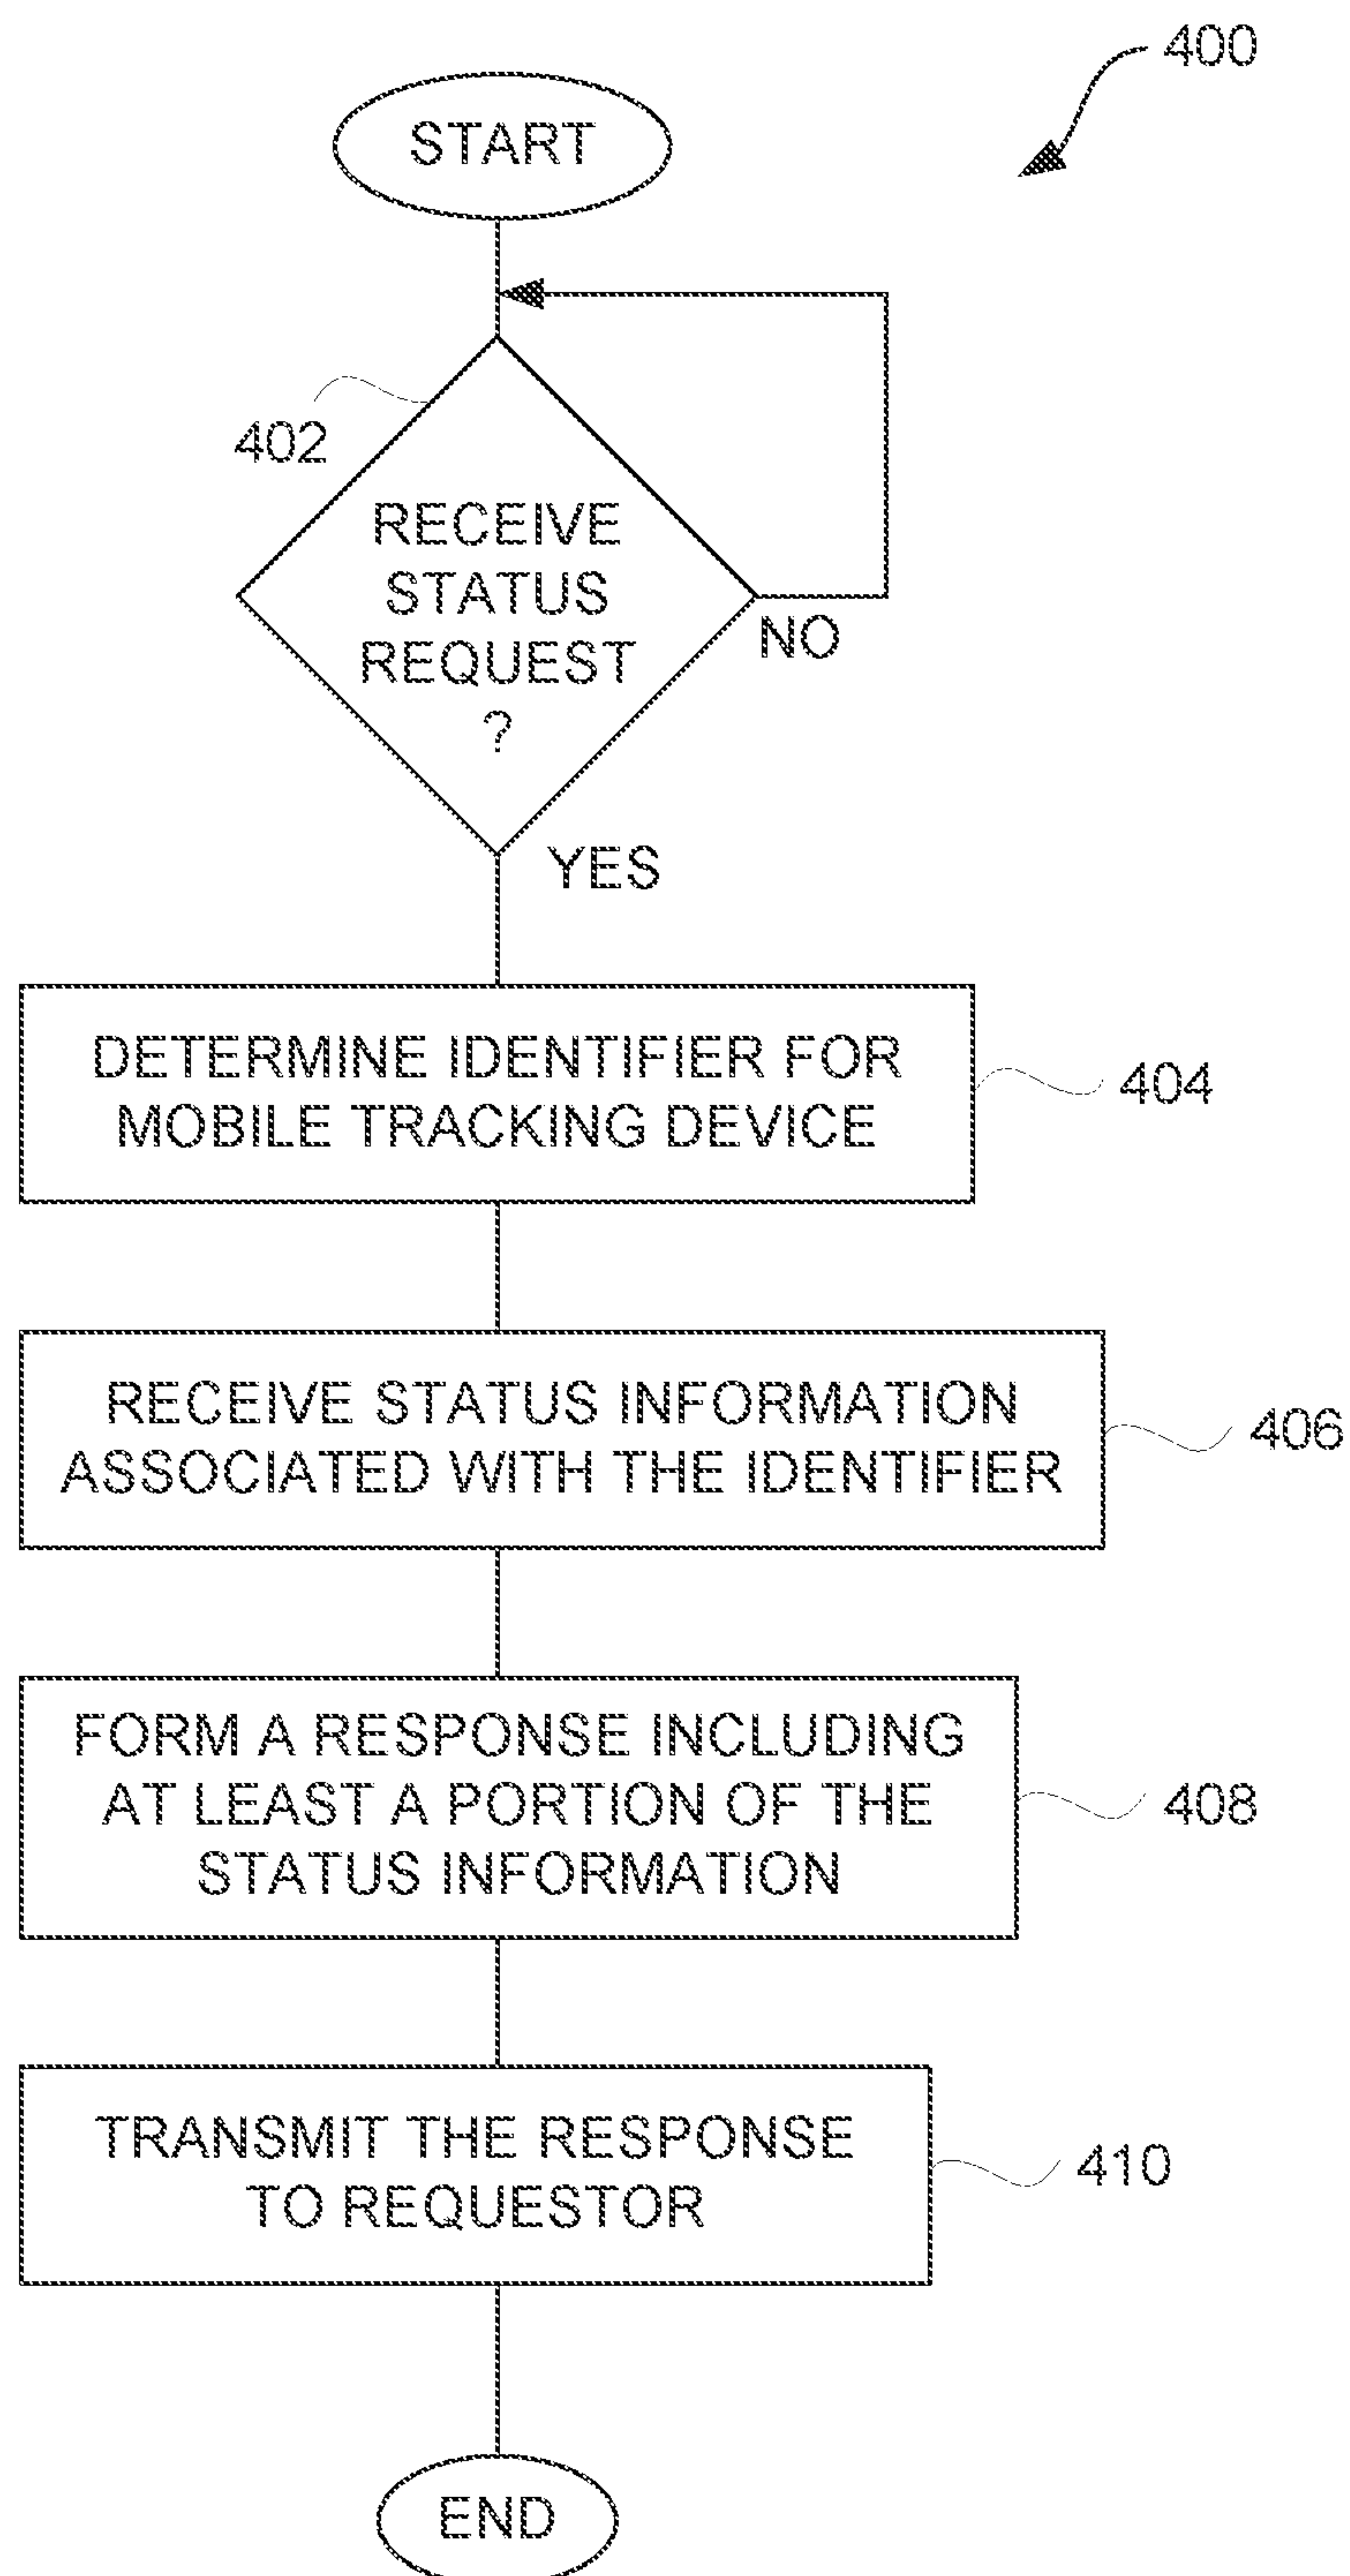 400
START
402
RECEIVE
STATUS
REQUEST
?
NO
YES
DETERMINE IDENTIFIER FOR
MOBILE TRACKING DEVICE
404
RECEIVE STATUS INFORMATION
ASSOCIATED WITH THE IDENTIFIER
406
FORM A RESPONSE INCLUDING
AT LEAST A PORTION OF THE
STATUS INFORMATION
408
TRANSMIT THE RESPONSE
TO REQUESTOR
410
END